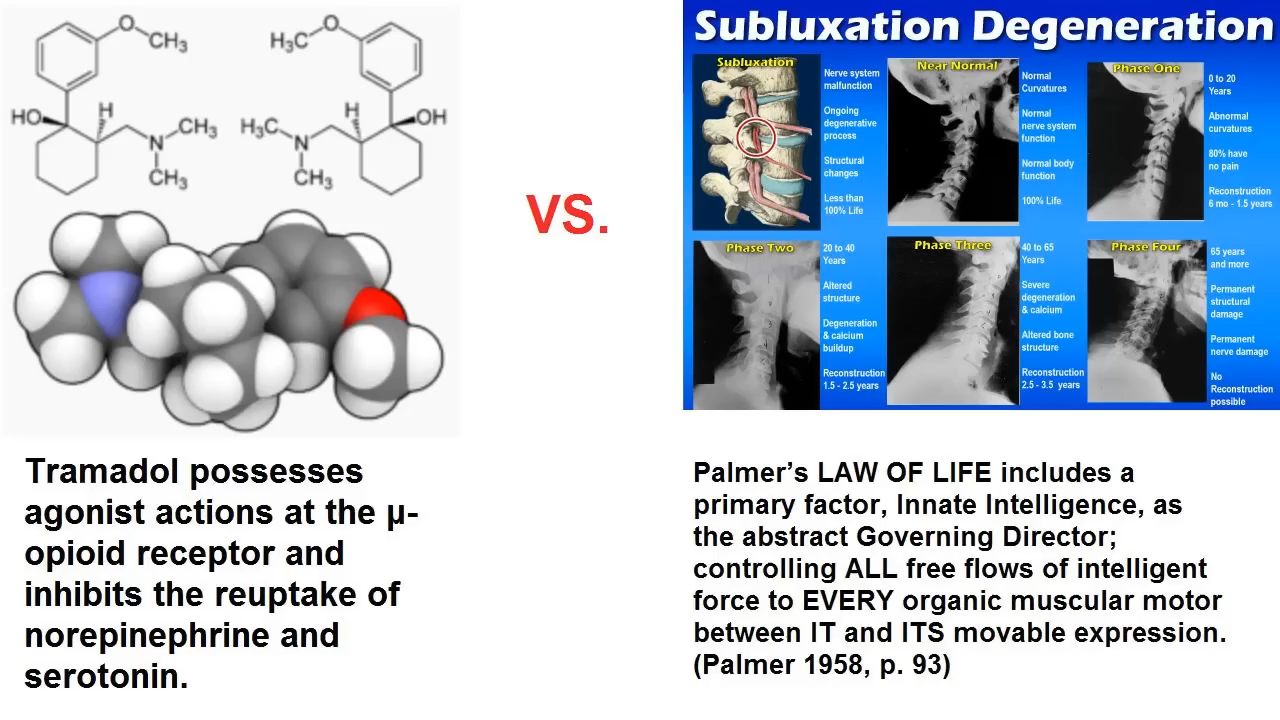 O
CH₃
H₃C
O
HO
H
N
CH₃
CH₃
H₃C
N
CH₃
H
OH
Tramadol possesses
agonist actions at the μ-
opioid receptor and
inhibits the reuptake of
norepinephrine and
serotonin.
VS.
Subluxation Degeneration
Subluxation
Nerve system
malfunction
Ongoing
degenerative
process
Structural
changes
Less than
100% Life
Near Normal
Normal
Curvatures
Normal
nerve system
function
Normal body
function
100% Life
Phase One
0 to 20
Years
Abnormal
curvatures
80% have
no pain
Reconstruction
6 mo - 1.5 years
Phase Two
20 to 40
Years
Altered
structure
Degeneration
& calcium
buildup
Reconstruction
1.5 - 2.5 years
Phase Three
40 to 65
Years
Severe
degeneration
& calcium
Altered bone
structure
Reconstruction
2.5 - 3.5 years
Phase Four
65 years
and more
Permanent
structural
damage
Permanent
nerve damage
No
Reconstruction
possible
Palmer’s LAW OF LIFE includes a
primary factor, Innate Intelligence, as
the abstract Governing Director;
controlling ALL free flows of intelligent
force to EVERY organic muscular motor
between IT and ITS movable expression.
(Palmer 1958, p. 93)